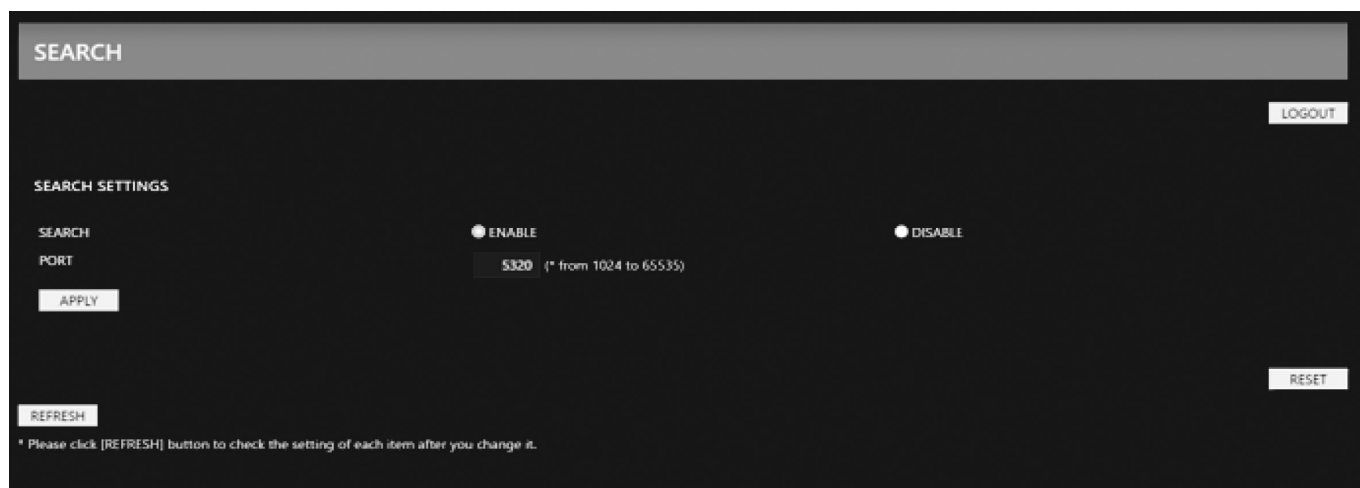 SEARCH
LOGOUT
SEARCH SETTINGS
SEARCH ENABLE DISABLE
PORT 5320 (* from 1024 to 65535)
APPLY
RESET
REFRESH
* Please click [REFRESH] button to check the setting of each item after you change it.